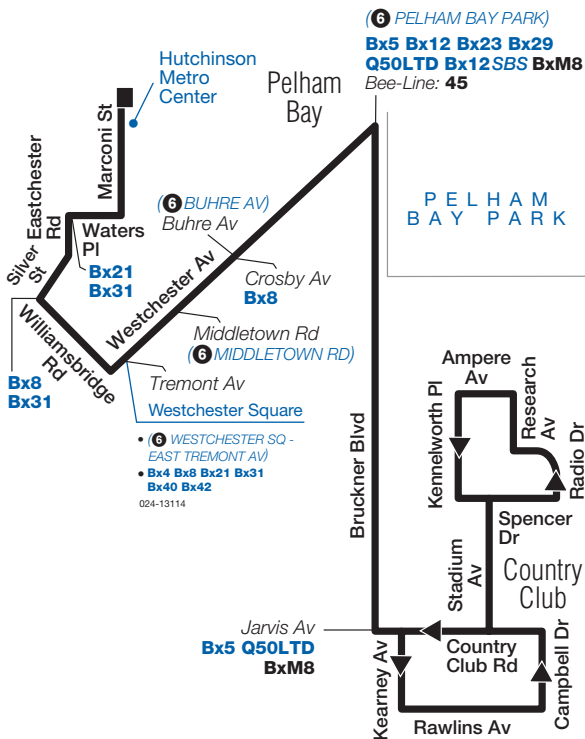 (6 PELHAM BAY PARK)
Bx5 Bx12 Bx23 Bx29
Q50LTD Bx12SBS BxM8
Bee-Line: 45
Hutchinson
Metro
Center
Pelham
Bay
Marconi St
Eastchester
Rd
Waters
Pl
Silver
St
Bx21
Bx31
(6 BUHRE AV)
Buhre Av
PELHAM
BAY PARK
Westchester Av
Crosby Av
Bx8
Middletown Rd
(6 MIDDLETOWN RD)
Williamsbridge
Rd
Bx8
Bx31
Tremont Av
Westchester Square
• (6 WESTCHESTER SQ -
EAST TREMONT AV)
• Bx4 Bx8 Bx21 Bx31
Bx40 Bx42
024-13114
Bruckner Blvd
Ampere
Av
Kennelworth Pl
Research
Av
Radio Dr
Spencer
Dr
Stadium
Av
Country
Club
Jarvis Av
Bx5 Q50LTD
BxM8
Kearney Av
Country
Club Rd
Campbell Dr
Rawlins Av